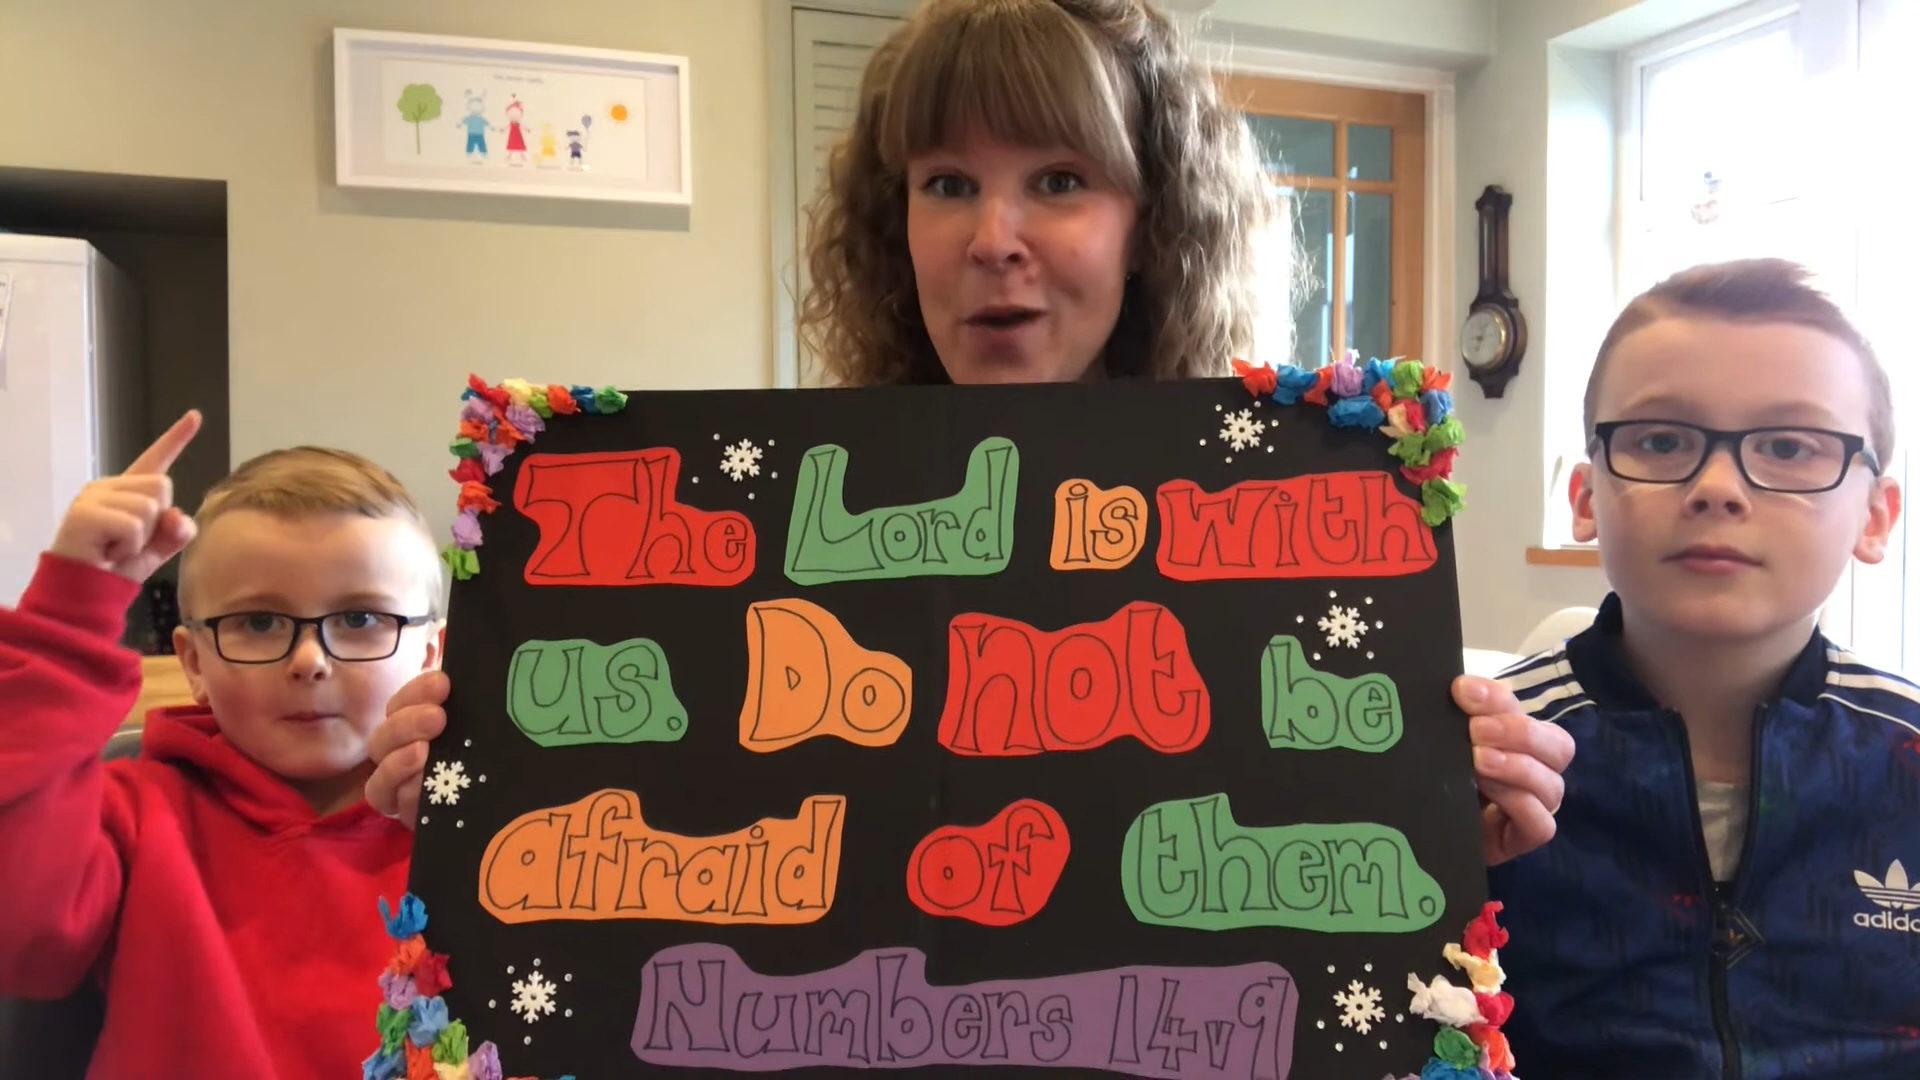 The Lord is With
us. Do not be
afraid of them.
Numbers 14v9